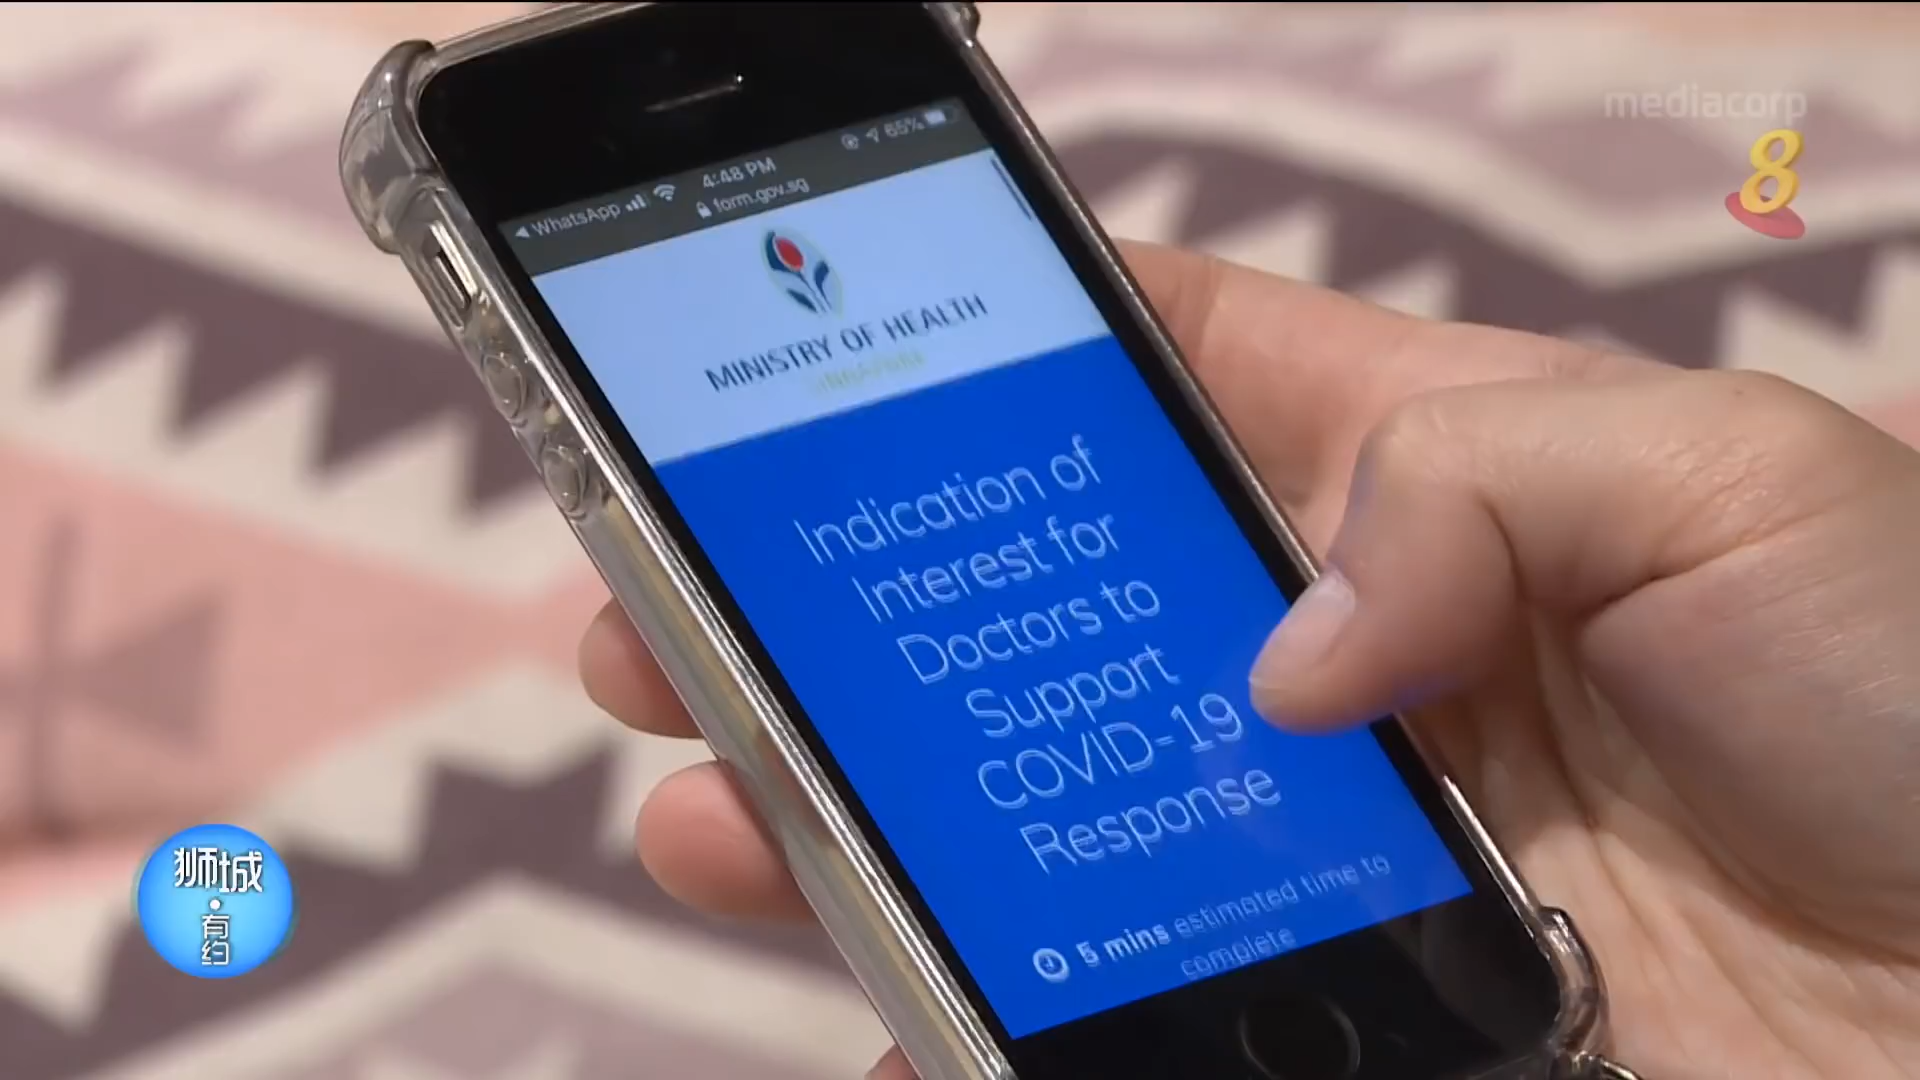 mediacorp
8
WhatsApp
4:48 PM
65%
form.gov.sg
MINISTRY OF HEALTH
SINGAPORE
Indication of
Interest for
Doctors to
Support
COVID-19
Response
5 mins estimated time to
complete
狮城
有
约